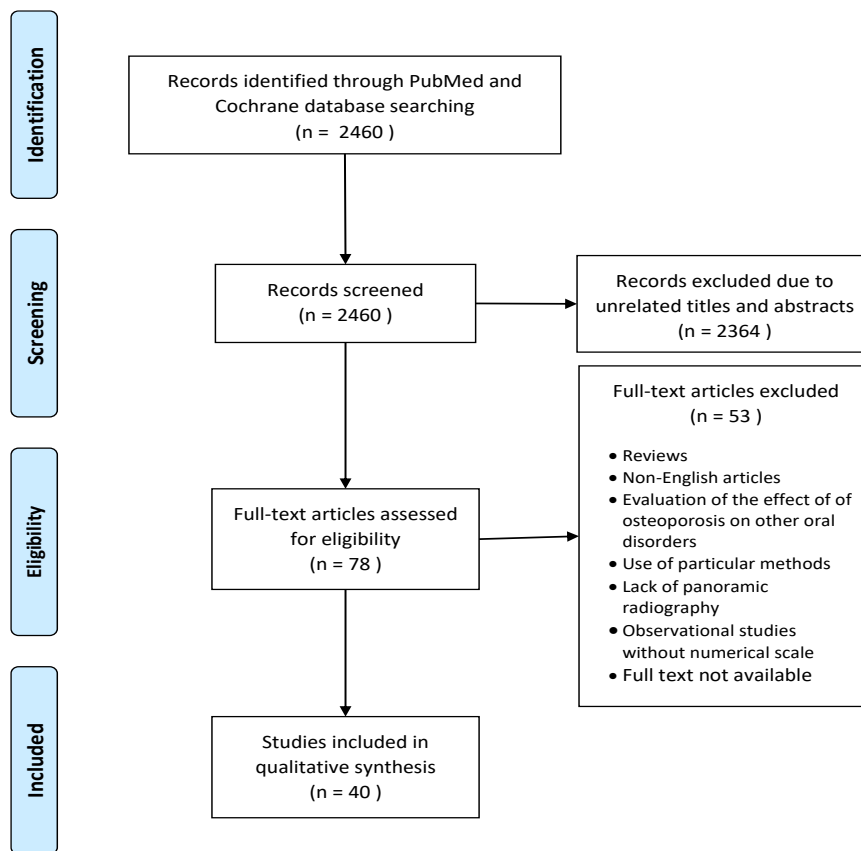 Identification
Records identified through PubMed and
Cochrane database searching
(n =  2460 )
Screening
Records screened
(n = 2460 )
Records excluded due to
unrelated titles and abstracts
(n = 2364 )
Full-text articles excluded
(n = 53 )
• Reviews
• Non-English articles
• Evaluation of the effect of of
osteoporosis on other oral
disorders
• Use of particular methods
• Lack of panoramic
radiography
• Observational studies
without numerical scale
• Full text not available
Eligibility
Full-text articles assessed
for eligibility
(n = 78 )
Included
Studies included in
qualitative synthesis
(n = 40 )